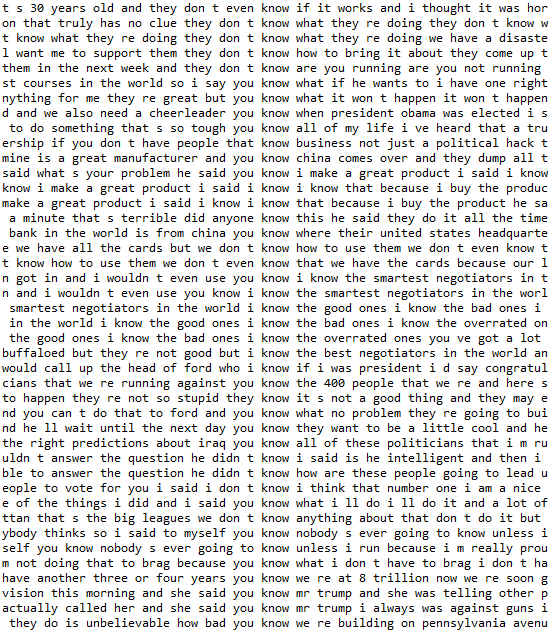 t s 30 years old and they don t even know if it works and i thought it was hor
on that truly has no clue they don t know what they re doing they don t know w
t know what they re doing they don t know what they re doing we have a disaste
l want me to support them they don t know how to bring it about they come up t
them in the next week and they don t know are you running are you not running
st courses in the world so i say you know what if he wants to i have one right
nything for me they re great but you know what it won t happen it won t happen
d and we also need a cheerleader you know when president obama was elected i s
to do something that s so tough you know all of my life i ve heard that a tru
ership if you don t have people that know business not just a political hack t
mine is a great manufacturer and you know china comes over and they dump all t
said what s your problem he said you know i make a great product i said i know
know i make a great product i said i know i know that because i buy the produc
make a great product i said i know i know that because i buy the product he sa
a minute that s terrible did anyone know this he said they do it all the time
bank in the world is from china you know where their united states headquarte
e we have all the cards but we don t know how to use them we don t even know t
t know how to use them we don t even know that we have the cards because our l
n got in and i wouldn t even use you know i know the smartest negotiators in t
n and i wouldn t even use you know i know the smartest negotiators in the worl
smartest negotiators in the world i know the good ones i know the bad ones i
in the world i know the good ones i know the bad ones i know the overrated on
the good ones i know the bad ones i know the overrated ones you ve got a lot
buffaloed but they re not good but i know the best negotiators in the world an
would call up the head of ford who i know if i was president i d say congratul
cians that we re running against you know the 400 people that we re and here s
to happen they re not so stupid they know it s not a good thing and they may e
nd you can t do that to ford and you know what no problem they re going to bui
nd he ll wait until the next day you know they want to be a little cool and he
the right predictions about iraq you know all of these politicians that i m ru
uldn t answer the question he didn t know i said is he intelligent and then i
ble to answer the question he didn t know how are these people going to lead u
eople to vote for you i said i don t know i think that number one i am a nice
e of the things i did and i said you know what i ll do i ll do it and a lot of
ttan that s the big leagues we don t know anything about that don t do it but
ybody thinks so i said to myself you know nobody s ever going to know unless i
self you know nobody s ever going to know unless i run because i m really prou
m not doing that to brag because you know what i don t have to brag i don t ha
have another three or four years you know we re at 8 trillion now we re soon g
vision this morning and she said you know mr trump and she was telling other p
actually called her and she said you know mr trump i always was against guns i
they do is unbelievable how bad you know we re building on pennsylvania avenu